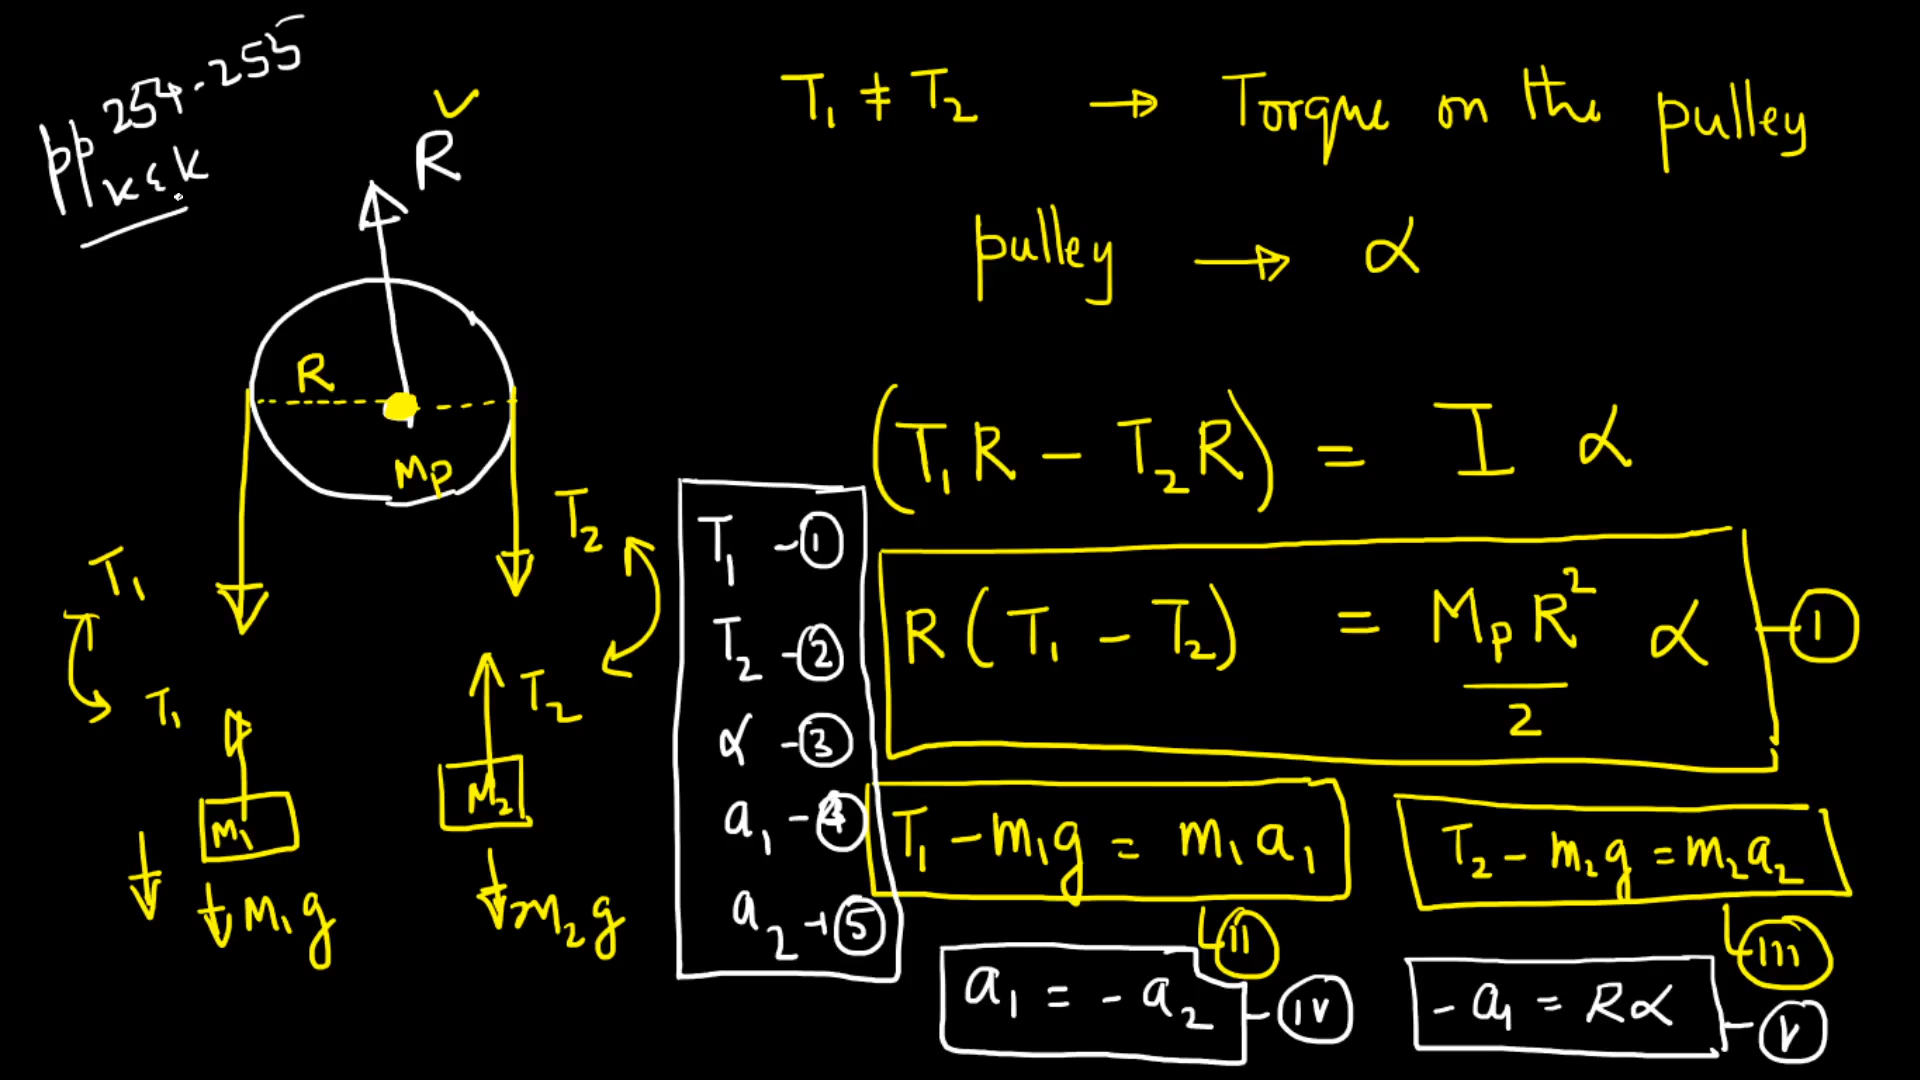 pp 254-255
K & K
R
R
Mp
T₁
T₂
T₁
T₂
M₁
M₂
M₁g
m₂g
T₁ ≠ T₂ → Torque on the pulley
pulley → α
(T₁R - T₂R) = I α
R(T₁ - T₂) = MpR²/2 α - ①
T₁ - ①
T₂ - ②
α - ③
a₁ - ④
a₂ - ⑤
T₁ - m₁g = m₁a₁
ii
T₂ - m₂g = m₂a₂
iii
a₁ = - a₂ - iv
- a₁ = Rα - v